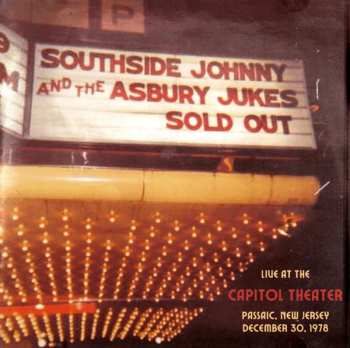 C P
9
M
SOUTHSIDE JOHNNY
AND THE ASBURY JUKES
SOLD OUT
LIVE AT THE
CAPITOL THEATER
PASSAIC, NEW JERSEY
DECEMBER 30, 1978